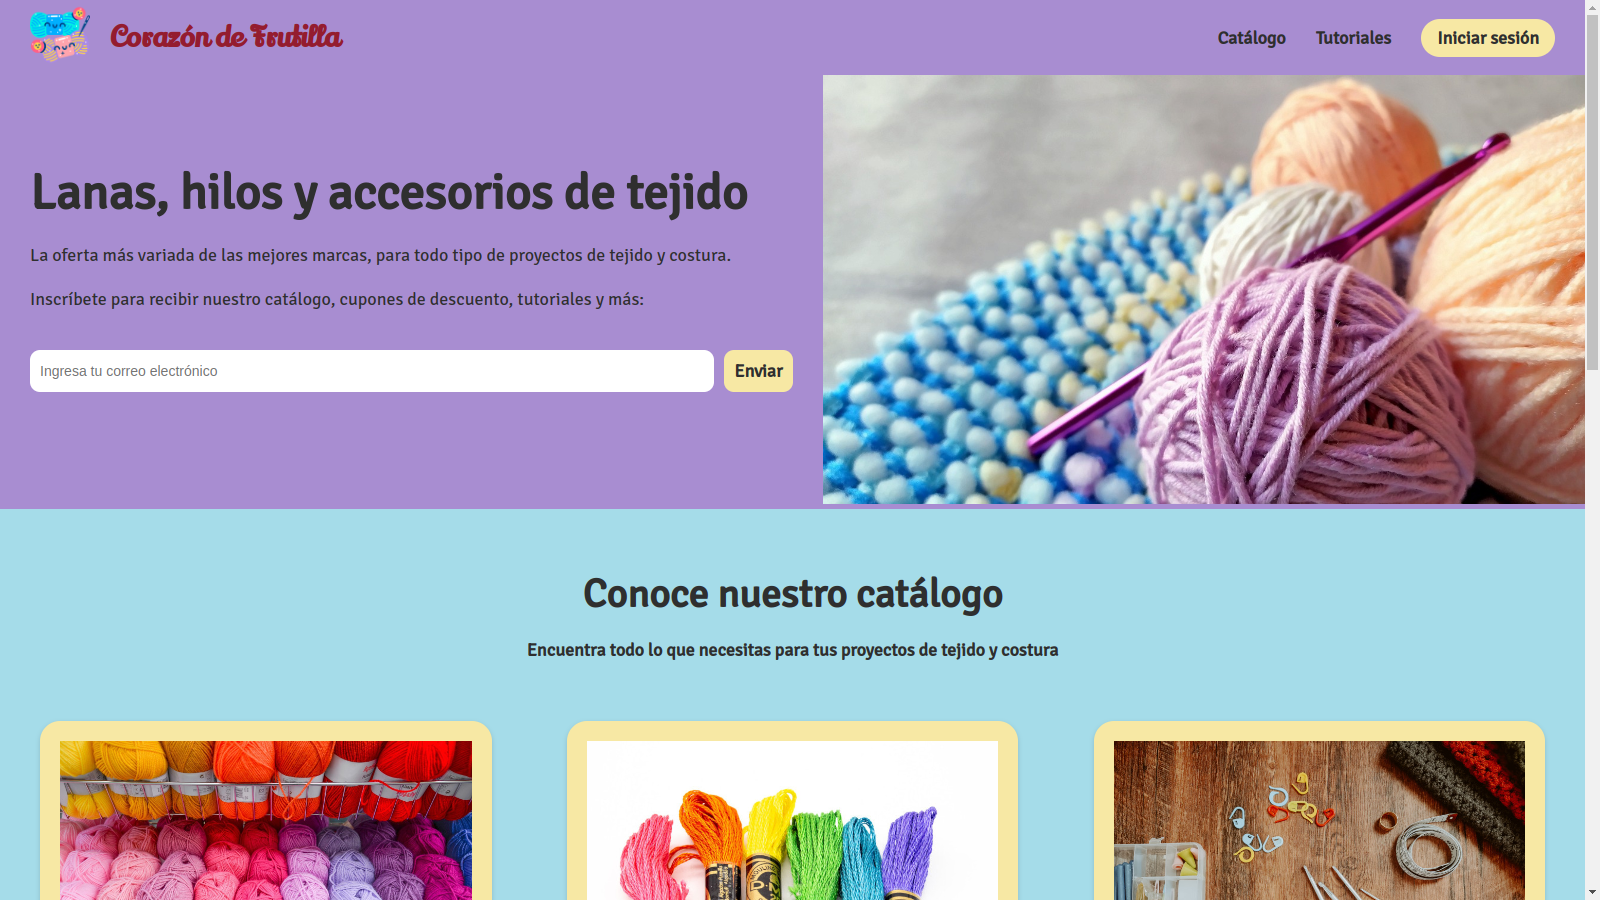 Corazón de Frutilla
Catálogo
Tutoriales
Iniciar sesión
Lanas, hilos y accesorios de tejido
La oferta más variada de las mejores marcas, para todo tipo de proyectos de tejido y costura.
Inscríbete para recibir nuestro catálogo, cupones de descuento, tutoriales y más:
Ingresa tu correo electrónico
Enviar
Conoce nuestro catálogo
Encuentra todo lo que necesitas para tus proyectos de tejido y costura